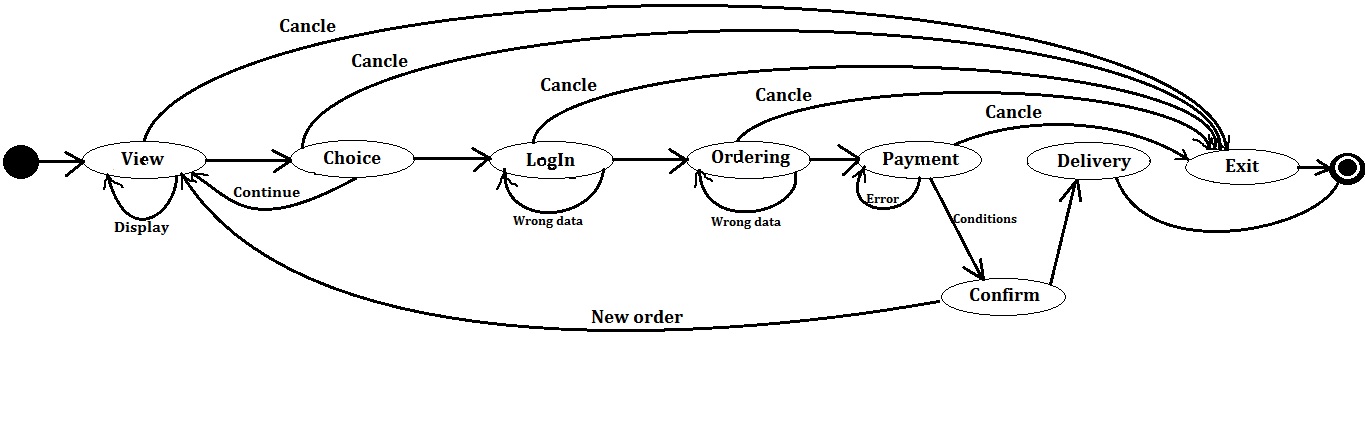 Cancle
Cancle
Cancle
Cancle
Cancle
View
Choice
LogIn
Ordering
Payment
Delivery
Exit
Continue
Display
Wrong data
Wrong data
Error
Conditions
Confirm
New order